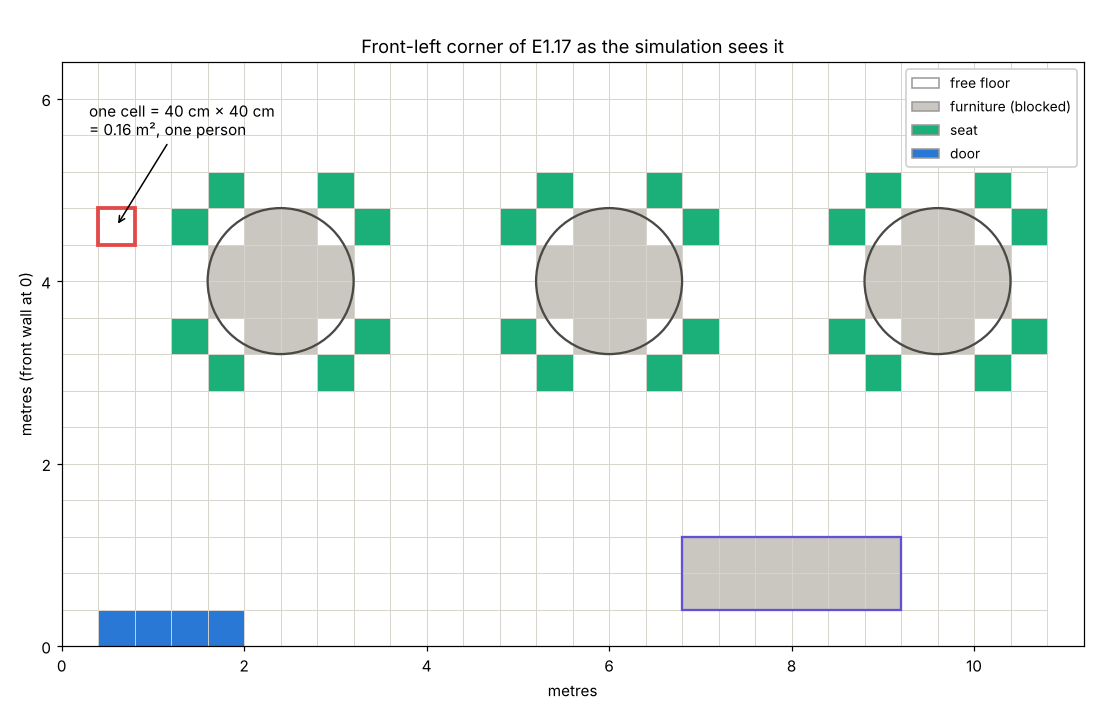 Front-left corner of E1.17 as the simulation sees it
one cell = 40 cm × 40 cm
= 0.16 m², one person
free floor
furniture (blocked)
seat
door
metres (front wall at 0)
6
4
2
0
0
2
4
6
8
10
metres